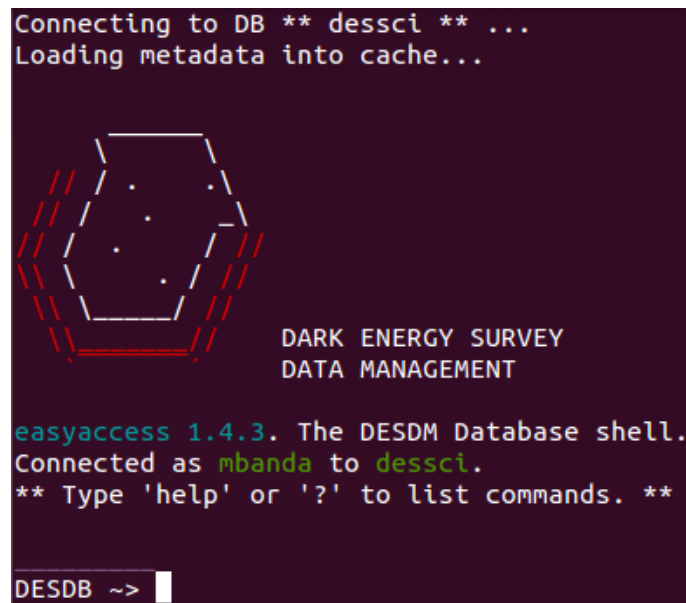 Connecting to DB ** dessci ** ...
Loading metadata into cache...
DARK ENERGY SURVEY
DATA MANAGEMENT
easyaccess 1.4.3. The DESDM Database shell.
Connected as mbanda to dessci.
** Type 'help' or '?' to list commands. **
DESDB ~>